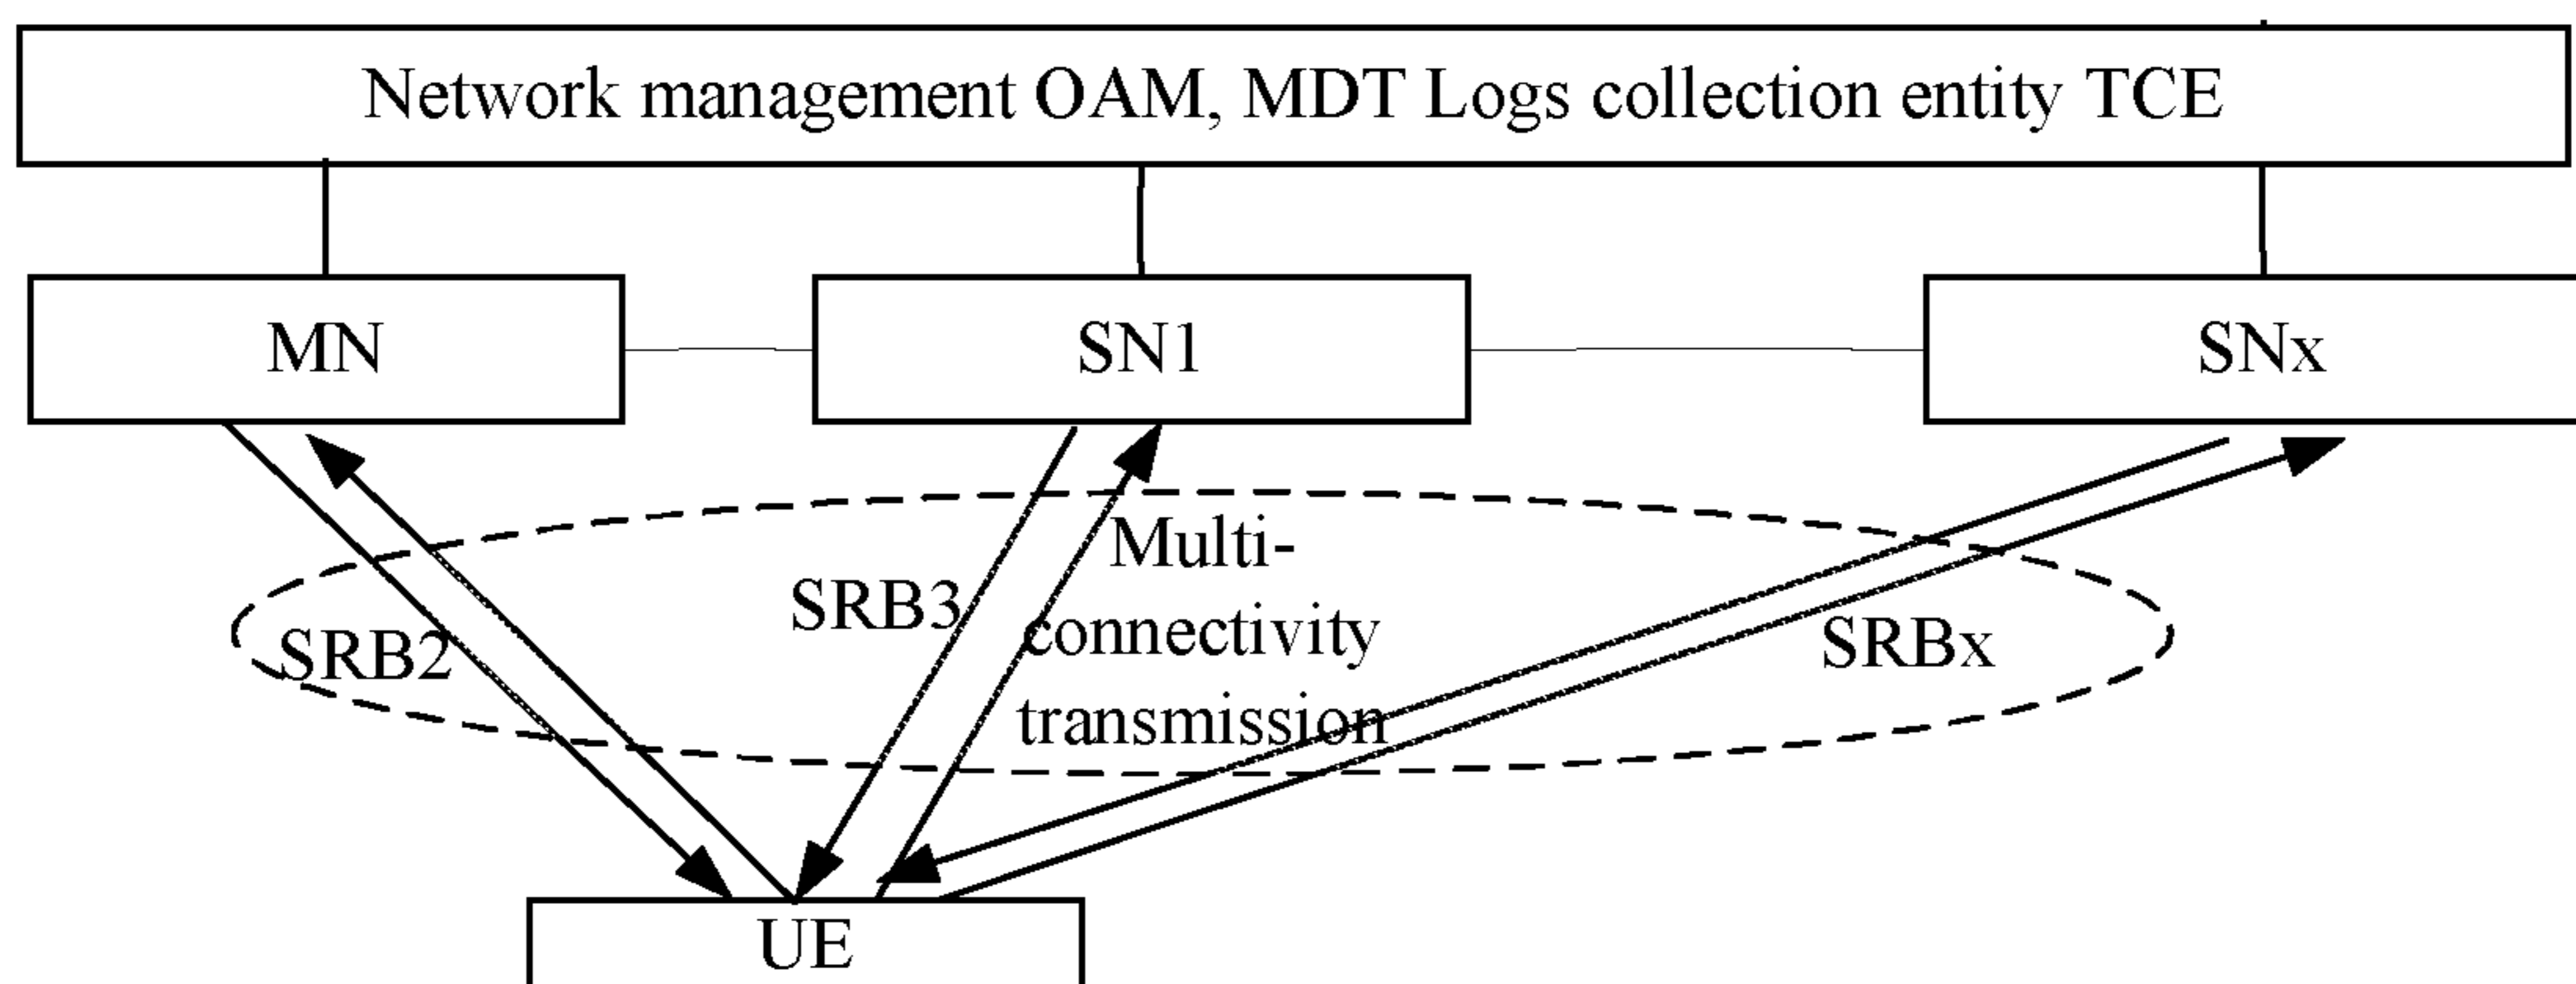 Network management OAM, MDT Logs collection entity TCE
MN
SN1
SNx
Multi-
connectivity
transmission
SRB3
SRB2
SRBx
UE